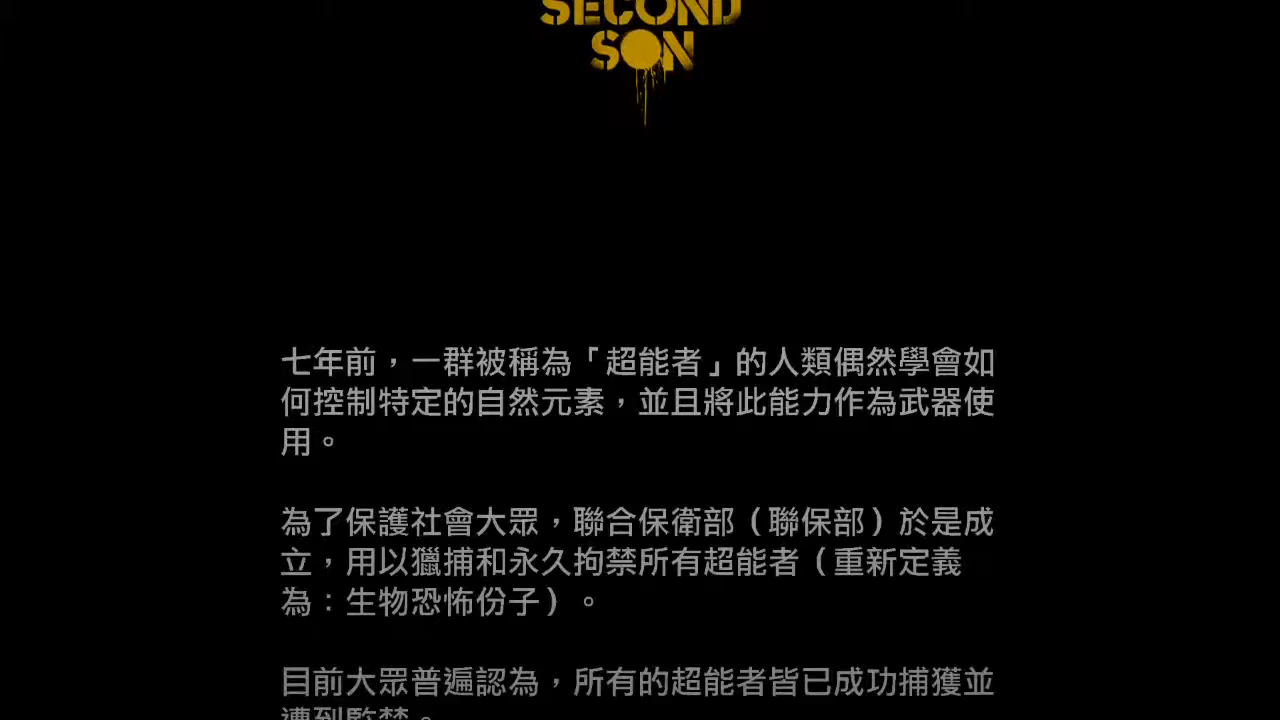 SECOND
SON
七年前，一群被稱為「超能者」的人類偶然學會如
何控制特定的自然元素，並且將此能力作為武器使
用。
為了保護社會大眾，聯合保衛部（聯保部）於是成
立，用以獵捕和永久拘禁所有超能者（重新定義
為：生物恐怖份子）。
目前大眾普遍認為，所有的超能者皆已成功捕獲並
遭到監禁。